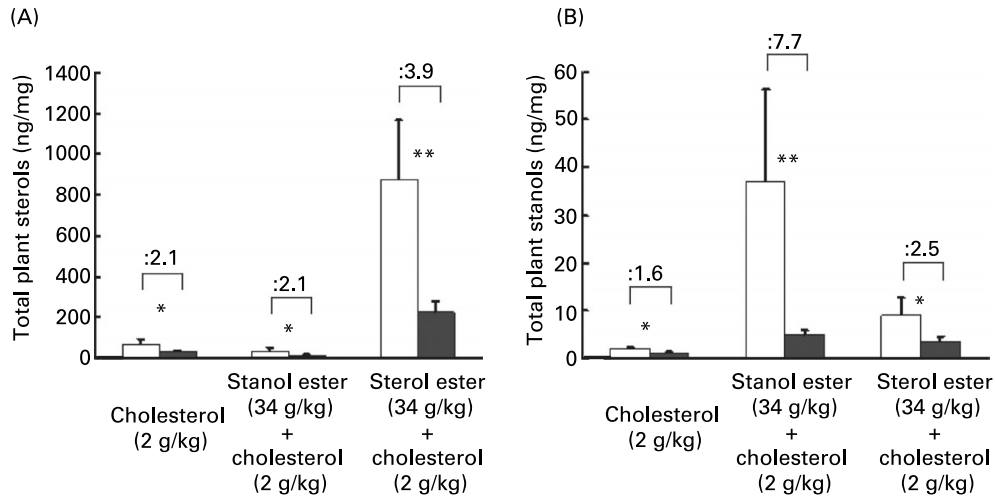 (A)
Total plant sterols (ng/mg)
1400
1200
1000
800
600
400
200
0
:2.1
*
:2.1
*
:3.9
**
Cholesterol
(2 g/kg)
Stanol ester
(34 g/kg)
+
cholesterol
(2 g/kg)
Sterol ester
(34 g/kg)
+ cholesterol
(2 g/kg)
(B)
Total plant stanols (ng/mg)
60
50
40
30
20
10
0
:1.6
*
:7.7
**
:2.5
*
Cholesterol
(2 g/kg)
Stanol ester
(34 g/kg)
+
cholesterol
(2 g/kg)
Sterol ester
(34 g/kg)
+
cholesterol
(2 g/kg)